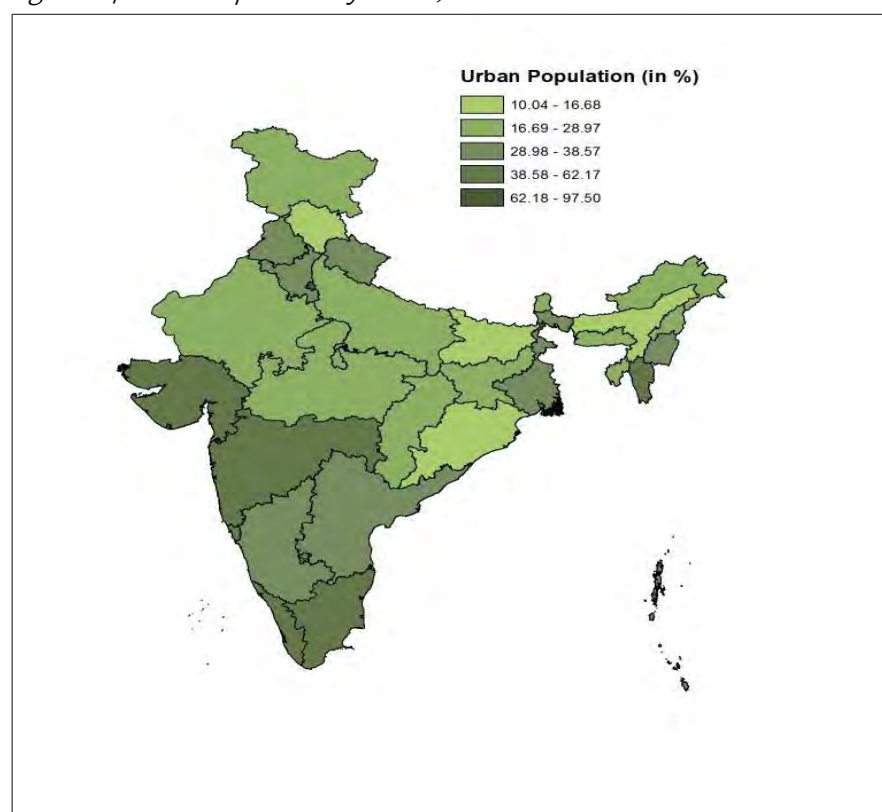 Urban Population (in %)
10.04 - 16.68
16.69 - 28.97
28.98 - 38.57
38.58 - 62.17
62.18 - 97.50